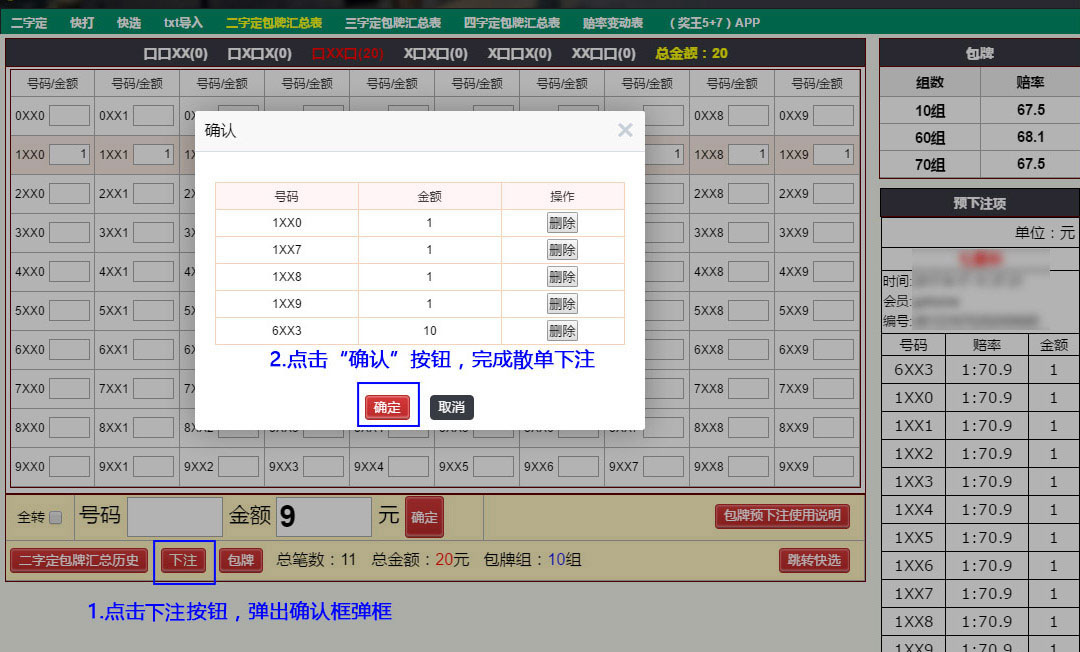 二字定 快打 快选 txt导入 二字定包牌汇总表 三字定包牌汇总表 四字定包牌汇总表 赔率变动表 （奖王5+7）APP
口口XX(0) 口X口X(0) 口XX口(20) X口X口(0) X口口X(0) XX口口(0) 总金额：20
号码/金额 号码/金额 号码/金额 号码/金额 号码/金额 号码/金额 号码/金额 号码/金额 号码/金额 号码/金额
0XX0 0XX1 0XX8 0XX9
1XX0 1 1XX1 1 1 1XX8 1 1XX9 1
2XX0 2XX1 2XX8 2XX9
3XX0 3XX1 3XX8 3XX9
4XX0 4XX1 4XX8 4XX9
5XX0 5XX1 5XX8 5XX9
6XX0 6XX1 6XX8 6XX9
7XX0 7XX1 7XX8 7XX9
8XX0 8XX1 8XX8 8XX9
9XX0 9XX1 9XX2 9XX3 9XX4 9XX5 9XX6 9XX7 9XX8 9XX9
确认 ×
号码 金额 操作
1XX0 1 删除
1XX7 1 删除
1XX8 1 删除
1XX9 1 删除
6XX3 10 删除
2.点击“确认”按钮，完成散单下注
确定 取消
全转 号码 金额 9 元 确定 包牌预下注使用说明
二字定包牌汇总历史 下注 包牌 总笔数：11 总金额：20元 包牌组：10组 跳转快选
1.点击下注按钮，弹出确认框弹框
包牌
组数 赔率
10组 67.5
60组 68.1
70组 67.5
预下注项
单位：元
时间:
会员:
编号:
号码 赔率 金额
6XX3 1:70.9 1
1XX0 1:70.9 1
1XX1 1:70.9 1
1XX2 1:70.9 1
1XX3 1:70.9 1
1XX4 1:70.9 1
1XX5 1:70.9 1
1XX6 1:70.9 1
1XX7 1:70.9 1
1XX8 1:70.9 1
1XX9 1:70.9 1